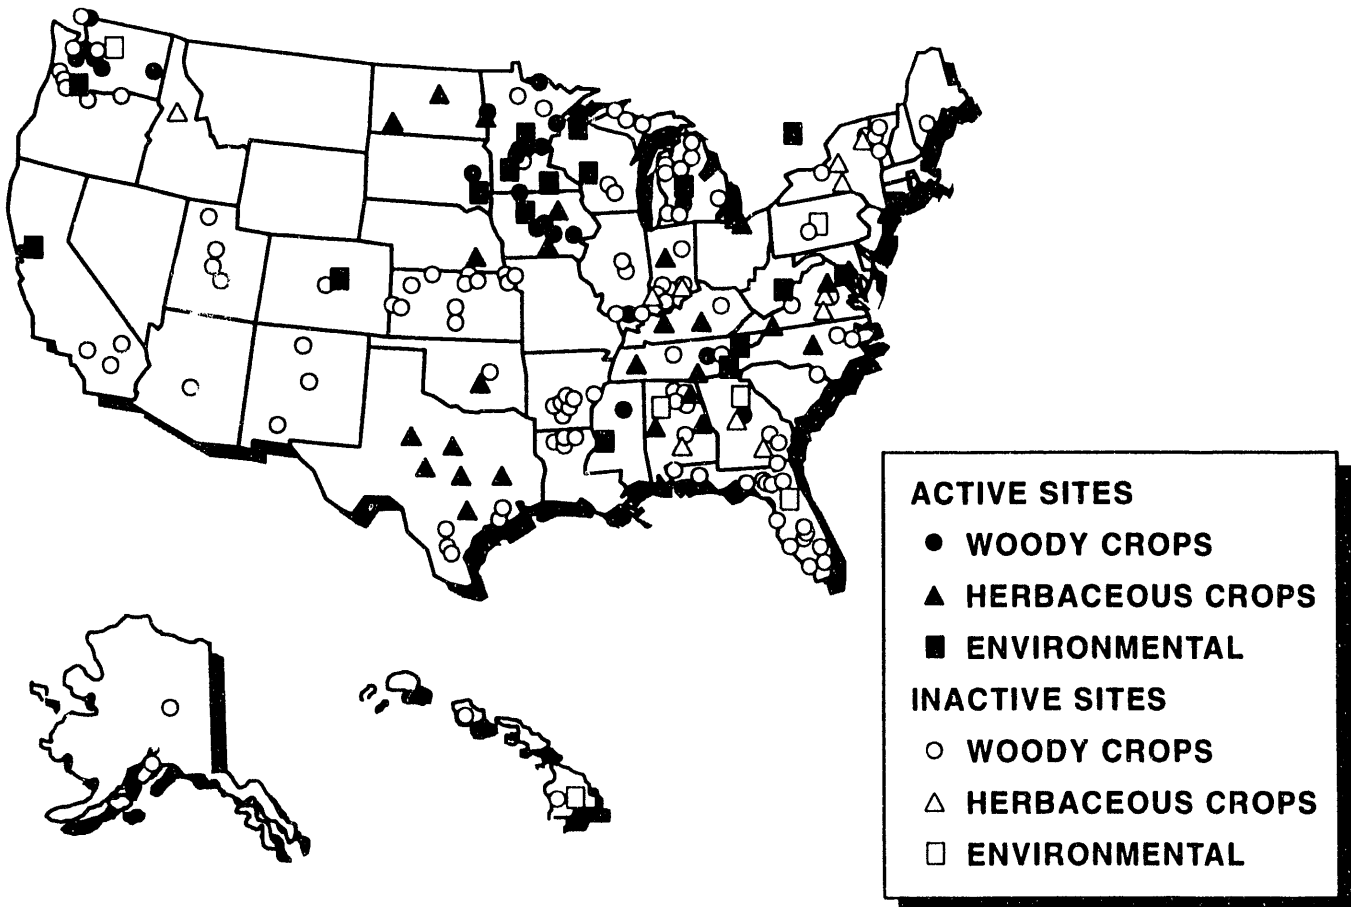 ACTIVE SITES
WOODY CROPS
HERBACEOUS CROPS
ENVIRONMENTAL
INACTIVE SITES
WOODY CROPS
HERBACEOUS CROPS
ENVIRONMENTAL